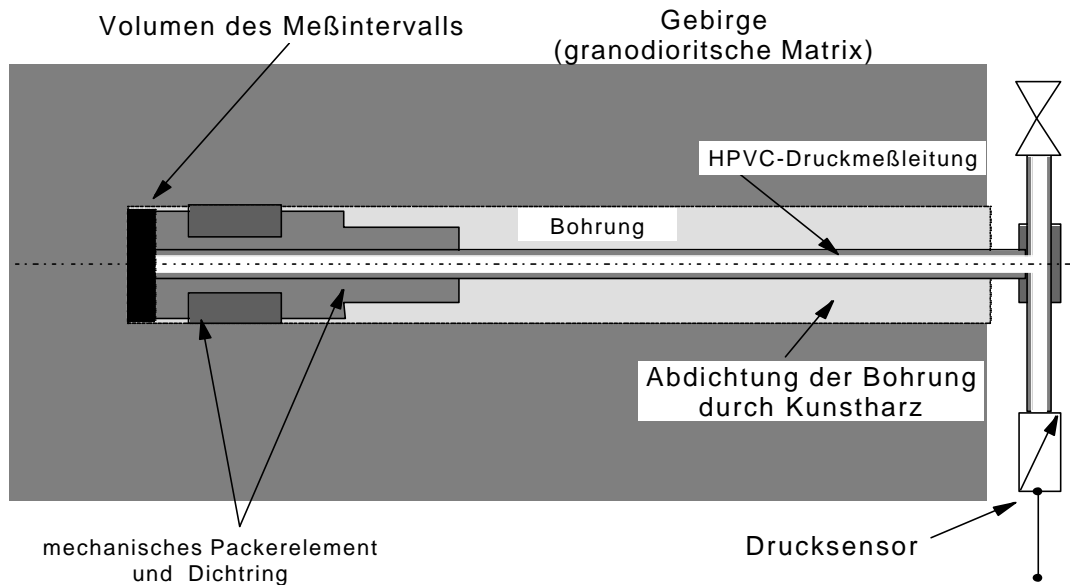 Volumen des Meßintervalls
Gebirge
(granodioritsche Matrix)
HPVC-Druckmeßleitung
Bohrung
Abdichtung der Bohrung
durch Kunstharz
mechanisches Packerelement
und Dichtring
Drucksensor